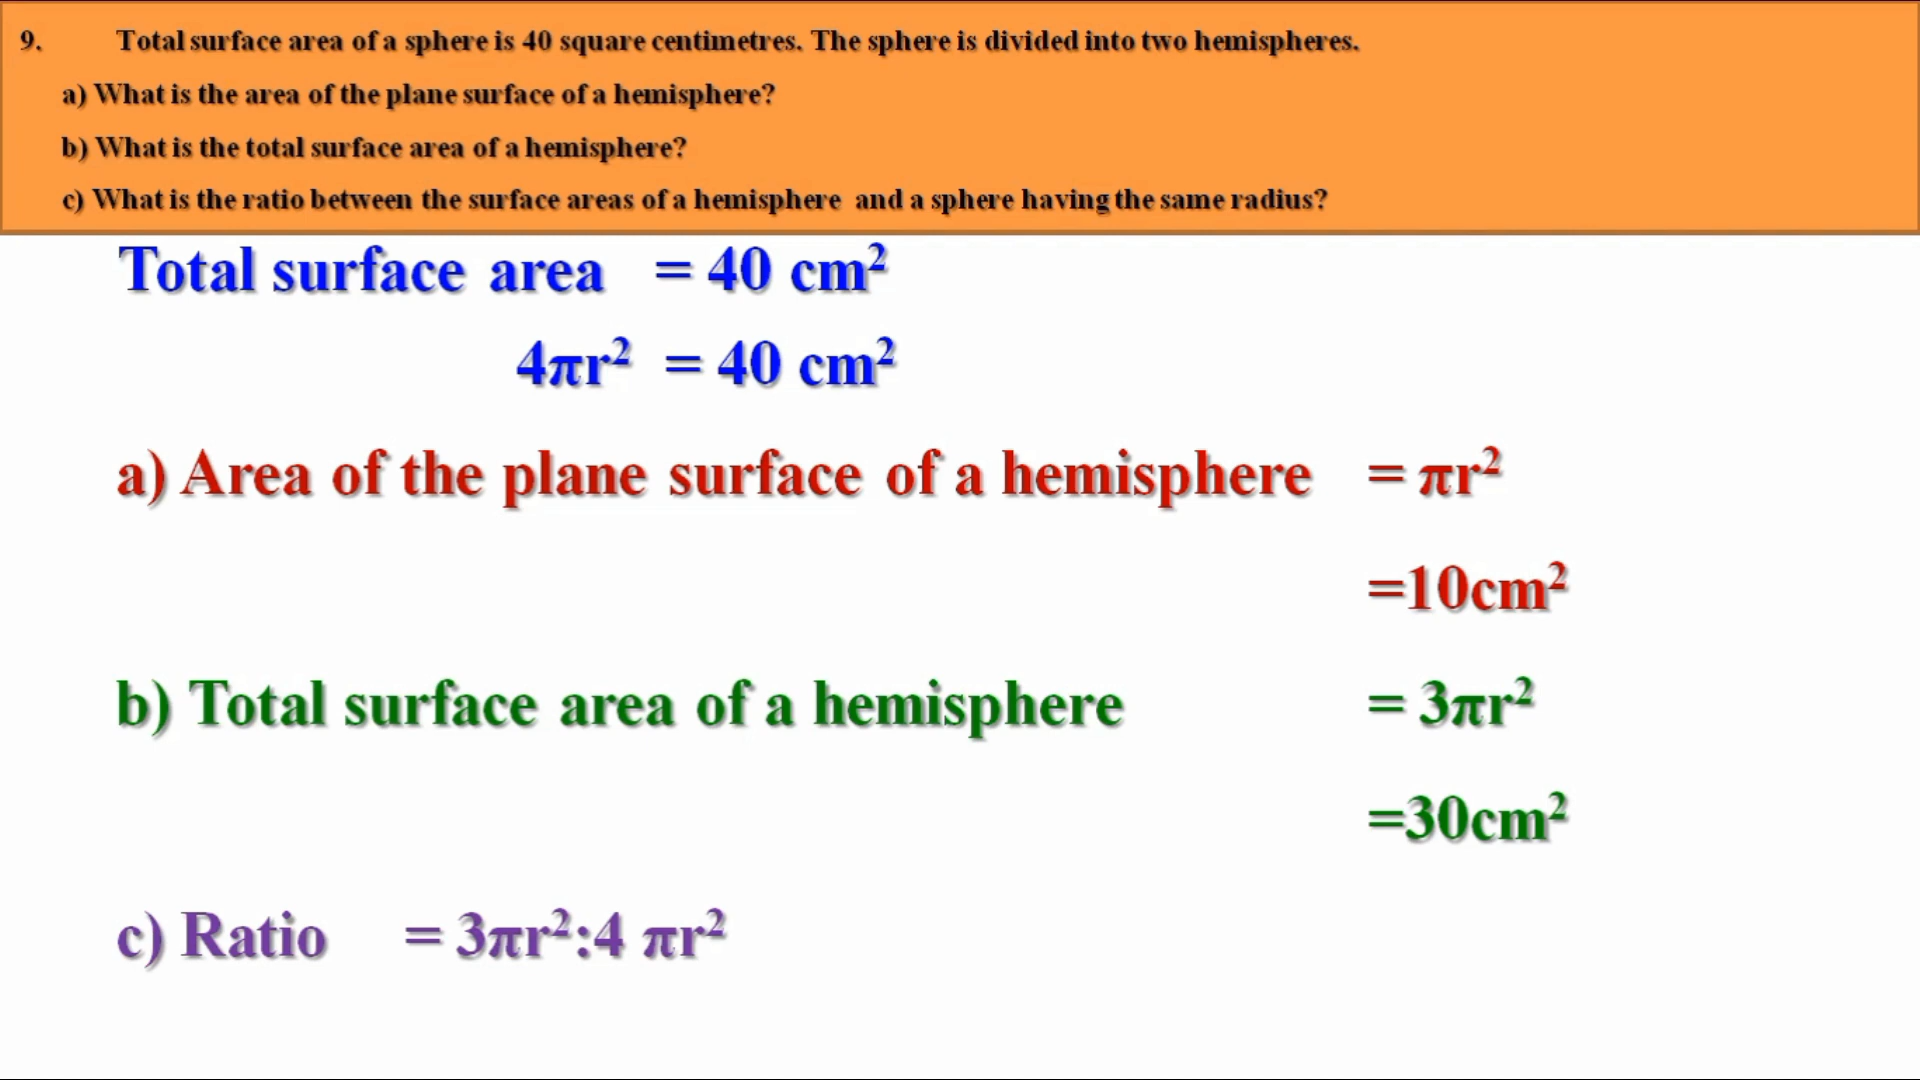 9. Total surface area of a sphere is 40 square centimetres. The sphere is divided into two hemispheres.
a) What is the area of the plane surface of a hemisphere?
b) What is the total surface area of a hemisphere?
c) What is the ratio between the surface areas of a hemisphere and a sphere having the same radius?
Total surface area = 40 cm²
4πr² = 40 cm²
a) Area of the plane surface of a hemisphere = πr²
=10cm²
b) Total surface area of a hemisphere = 3πr²
=30cm²
c) Ratio = 3πr²:4 πr²